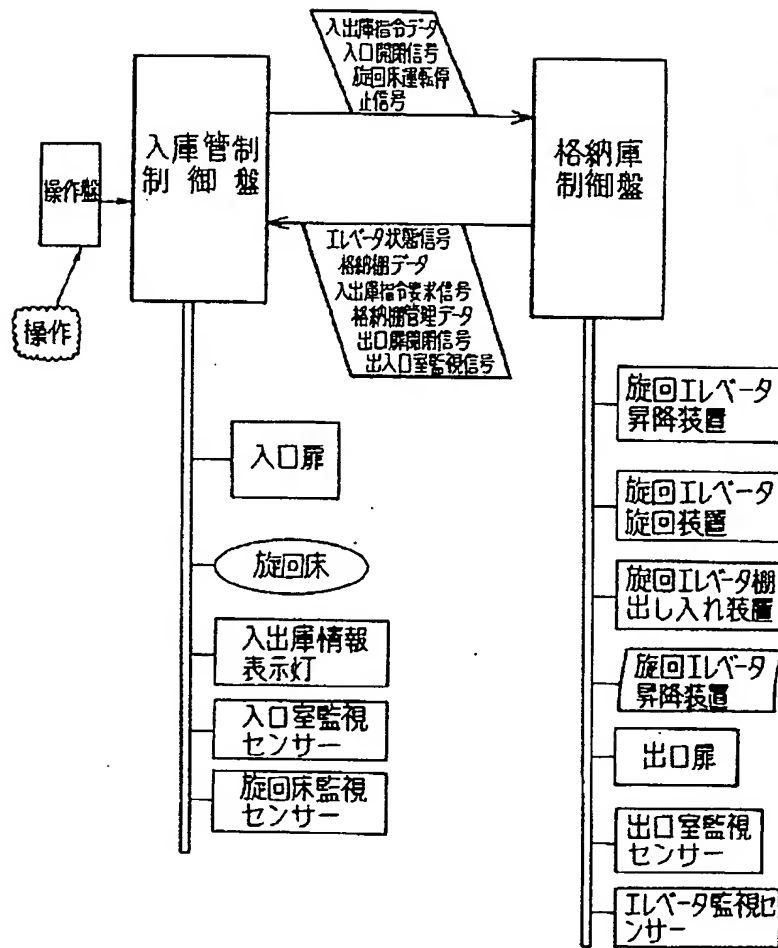 入出庫指令データ
入口開閉信号
旋回床運転停
止信号
入庫管制
制御盤
格納庫
制御盤
操作盤
操作
エレベータ状態信号
格納棚データ
入出庫指令要求信号
格納棚管理データ
出口扉開閉信号
出入口室監視信号
入口扉
旋回床
入出庫情報
表示灯
入口室監視
センサー
旋回床監視
センサー
旋回エレベータ
昇降装置
旋回エレベータ
旋回装置
旋回エレベータ棚
出し入れ装置
旋回エレベータ
昇降装置
出口扉
出口室監視
センサー
エレベータ監視セ
ンサー